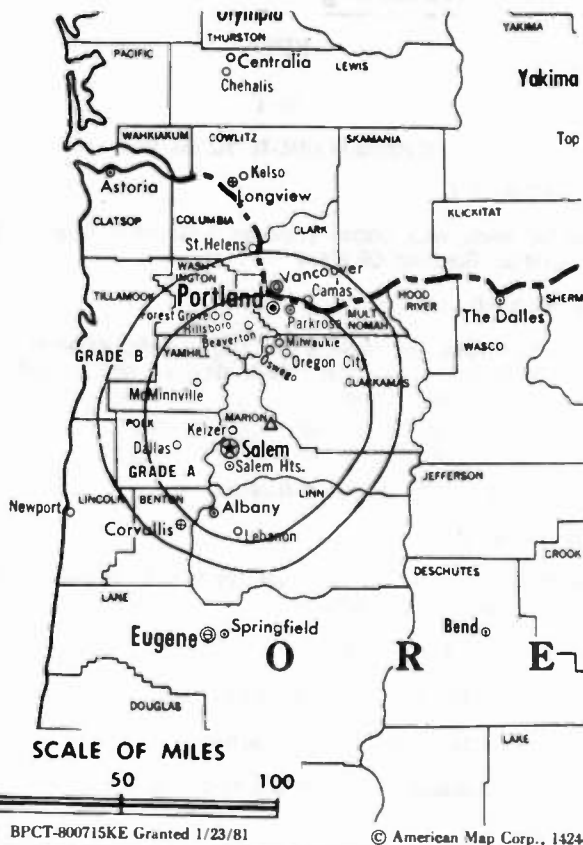 Olympia
THURSTON
YAKIMA
PACIFIC
Centralia
LEWIS
Chehalis
Yakima
WAHKIAKUM
COWLITZ
SKAMANIA
Top
Astoria
Kelso
Longview
KLICKITAT
CLATSOP
COLUMBIA
CLARK
St. Helens
WASH
INGTON
Vancouver
TILLAMOOK
Portland
Camas
HOOD
RIVER
SHERM
Forest Grove
Parkrose
MULT
NOMAH
The Dalles
Hillsboro
Beaverton
Milwaukie
WASCO
GRADE B
YAMHILL
Oswego
Oregon City
CLACKAMAS
McMinnville
POLK
Keizer
MARION
Dallas
Salem
GRADE A
Salem Hts.
JEFFERSON
LINCOLN
BENTON
LINN
Newport
Albany
Corvallis
Lebanon
CROOK
DESCHUTES
LANE
Eugene
Springfield
Bend
O R E
DOUGLAS
LAKE
SCALE OF MILES
50 100
BPCT-800715KE Granted 1/23/81
© American Map Corp., 1424